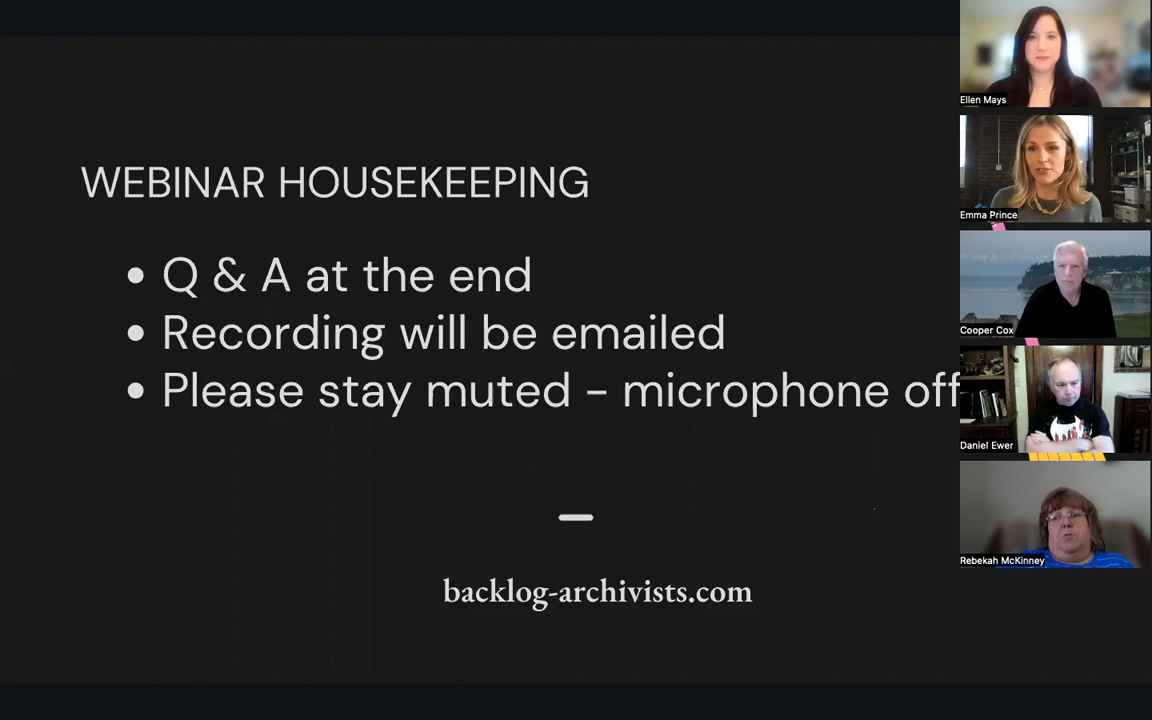 WEBINAR HOUSEKEEPING
• Q & A at the end
• Recording will be emailed
• Please stay muted – microphone off
backlog-archivists.com
Ellen Mays
Emma Prince
Cooper Cox
Daniel Ewer
Rebekah McKinney